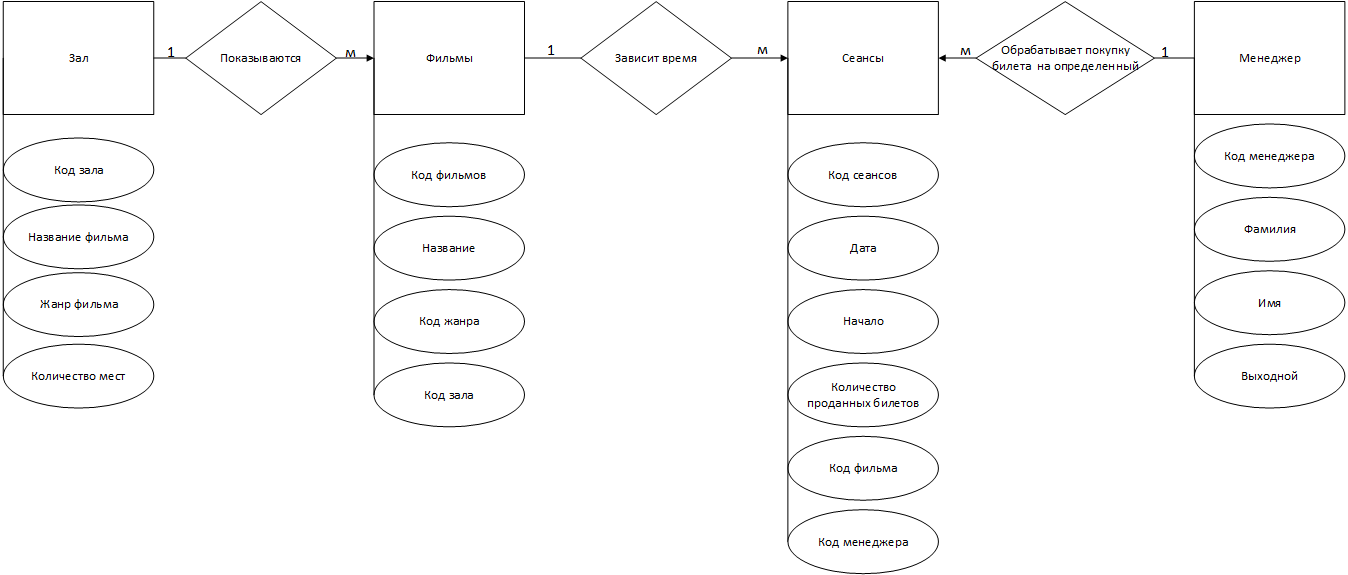 Зал
1
Показываются
м
Фильмы
1
Зависит время
м
Сеансы
м
Обрабатывает покупку
билета на определенный
1
Менеджер
Код зала
Название фильма
Жанр фильма
Количество мест
Код фильмов
Название
Код жанра
Код зала
Код сеансов
Дата
Начало
Количество
проданных билетов
Код фильма
Код менеджера
Код менеджера
Фамилия
Имя
Выходной